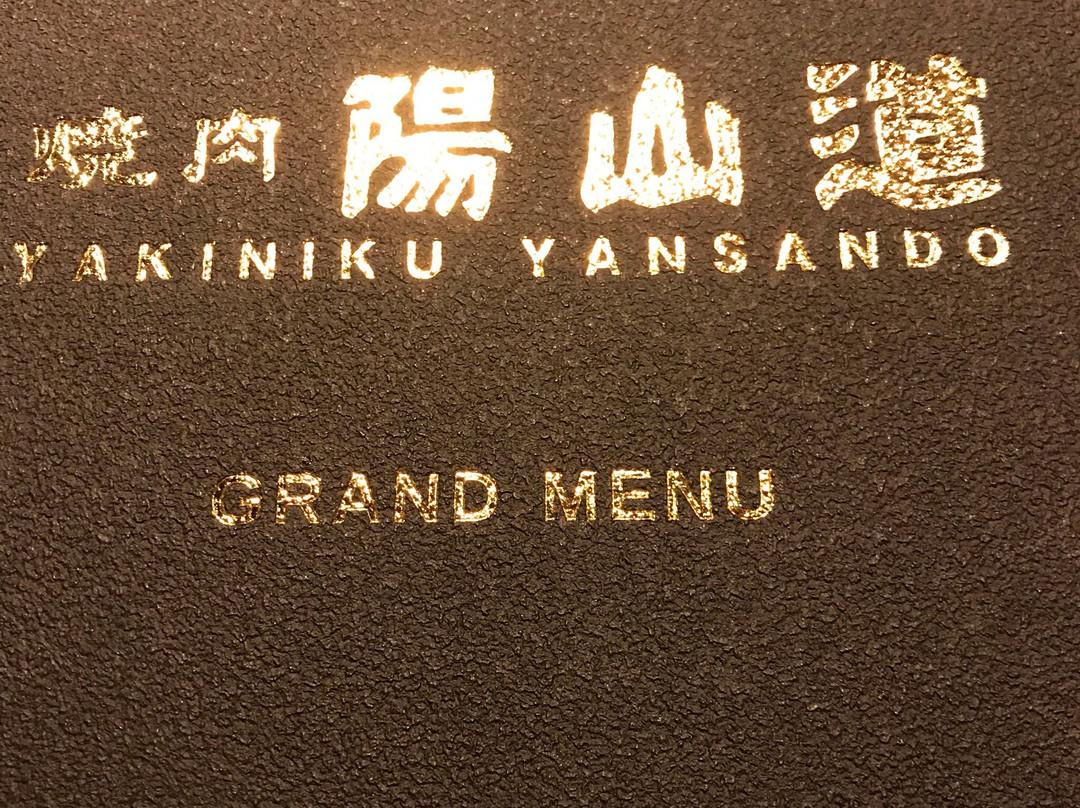 焼肉 陽山道
YAKINIKU YANSANDO
GRAND MENU